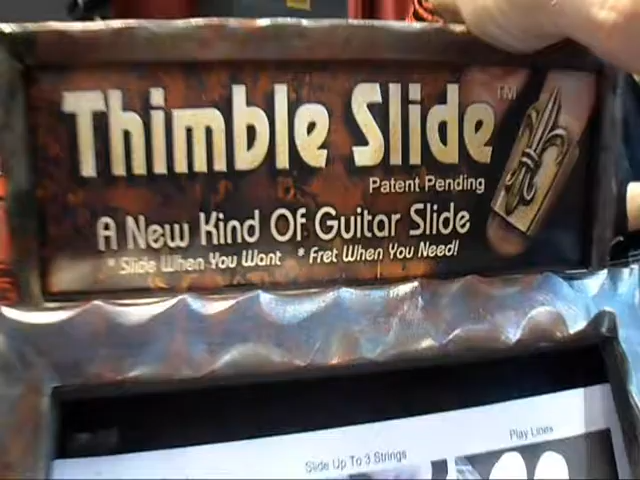 Thimble Slide™
Patent Pending
A New Kind Of Guitar Slide
* Slide When You Want * Fret When You Need!
Play Lines
Slide Up To 3 Strings